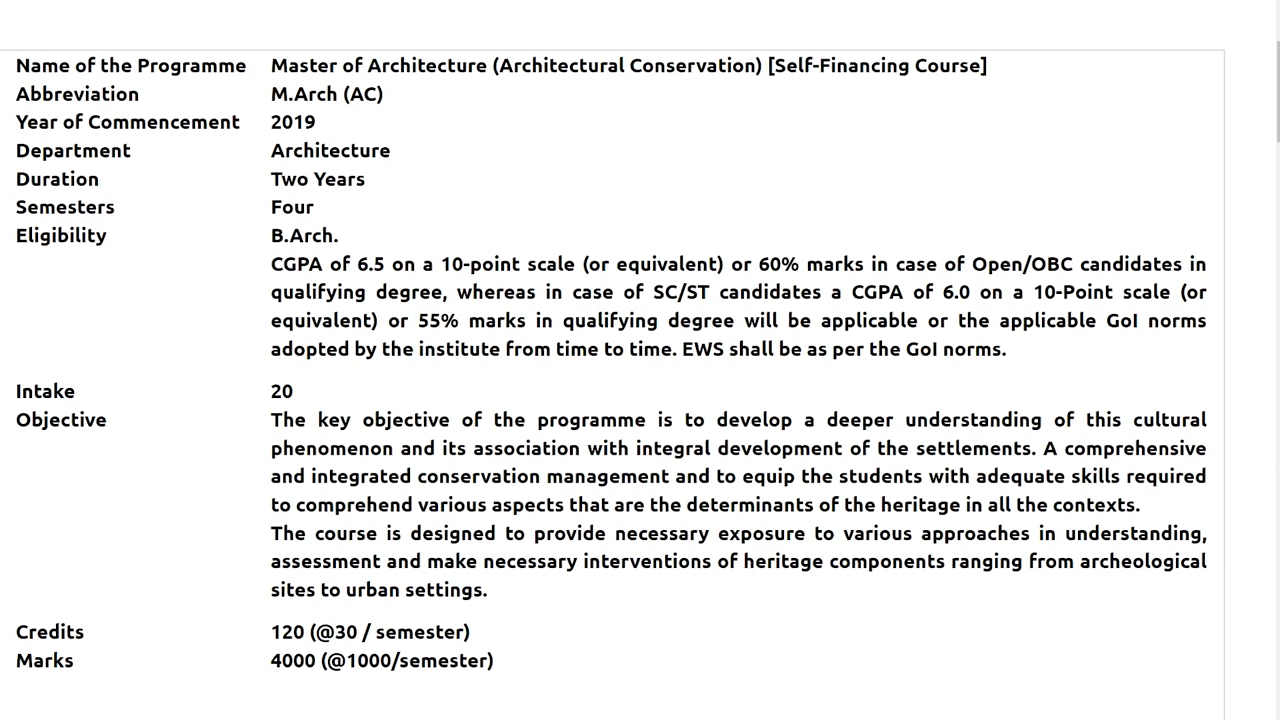 Name of the Programme Master of Architecture (Architectural Conservation) [Self-Financing Course]
Abbreviation M.Arch (AC)
Year of Commencement 2019
Department Architecture
Duration Two Years
Semesters Four
Eligibility B.Arch.
CGPA of 6.5 on a 10-point scale (or equivalent) or 60% marks in case of Open/OBC candidates in
qualifying degree, whereas in case of SC/ST candidates a CGPA of 6.0 on a 10-Point scale (or
equivalent) or 55% marks in qualifying degree will be applicable or the applicable GoI norms
adopted by the institute from time to time. EWS shall be as per the GoI norms.
Intake 20
Objective The key objective of the programme is to develop a deeper understanding of this cultural
phenomenon and its association with integral development of the settlements. A comprehensive
and integrated conservation management and to equip the students with adequate skills required
to comprehend various aspects that are the determinants of the heritage in all the contexts.
The course is designed to provide necessary exposure to various approaches in understanding,
assessment and make necessary interventions of heritage components ranging from archeological
sites to urban settings.
Credits 120 (@30 / semester)
Marks 4000 (@1000/semester)